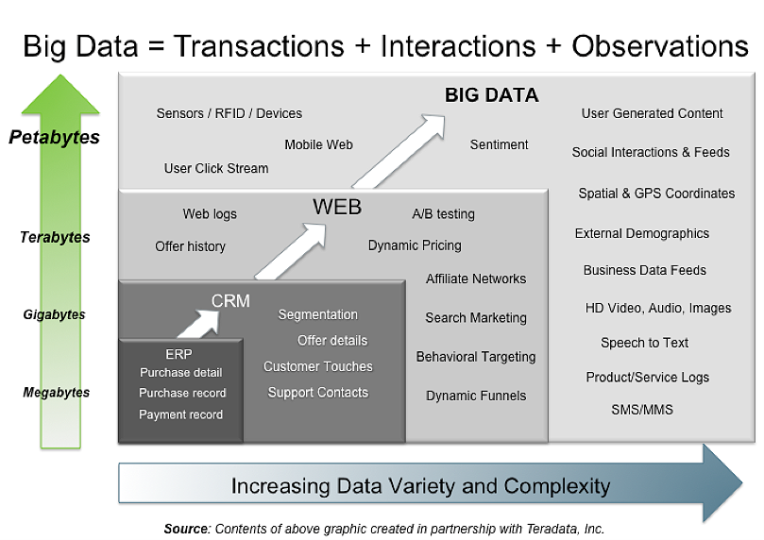 Big Data = Transactions + Interactions + Observations
Petabytes
Terabytes
Gigabytes
Megabytes
BIG DATA
Sensors / RFID / Devices
Mobile Web
User Click Stream
Sentiment
User Generated Content
Social Interactions & Feeds
Spatial & GPS Coordinates
External Demographics
Business Data Feeds
HD Video, Audio, Images
Speech to Text
Product/Service Logs
SMS/MMS
WEB
Web logs
Offer history
A/B testing
Dynamic Pricing
Affiliate Networks
Search Marketing
Behavioral Targeting
Dynamic Funnels
CRM
Segmentation
Offer details
Customer Touches
Support Contacts
ERP
Purchase detail
Purchase record
Payment record
Increasing Data Variety and Complexity
Source: Contents of above graphic created in partnership with Teradata, Inc.